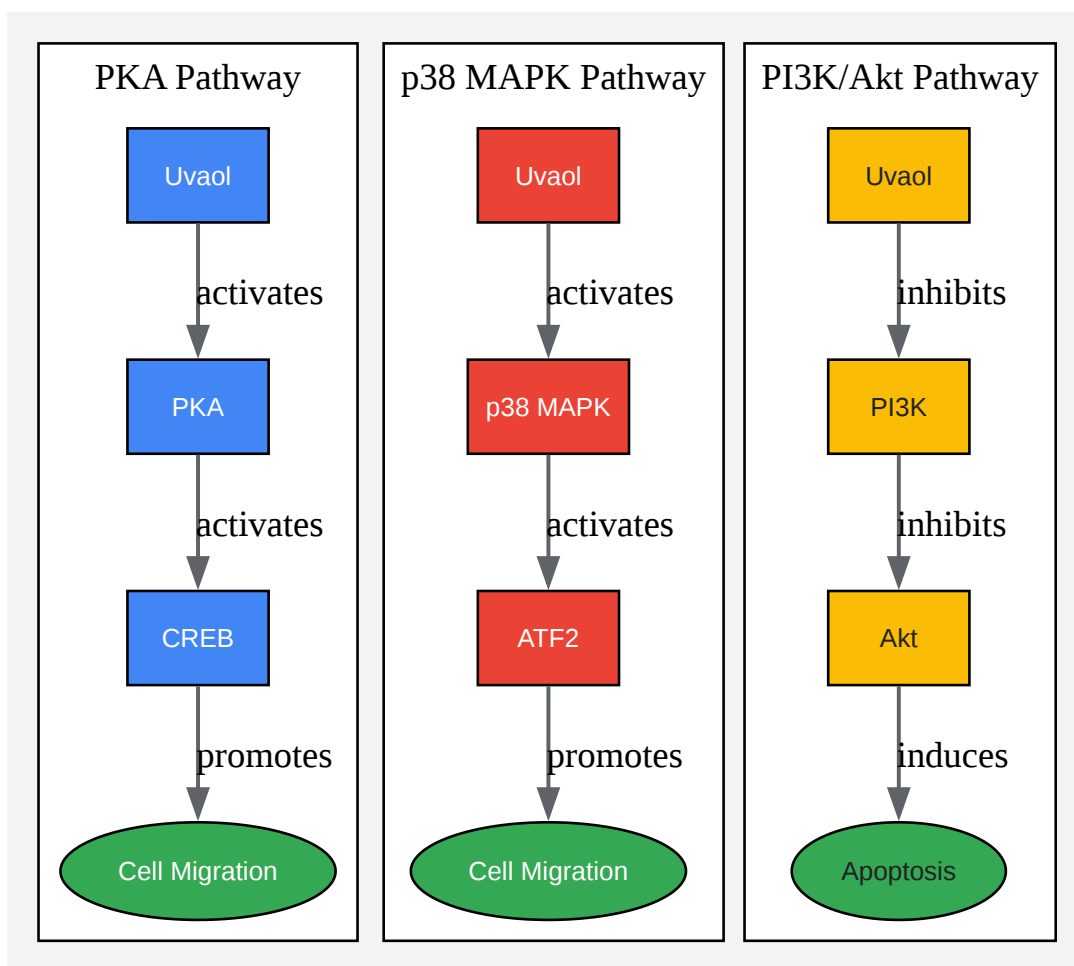 PKA Pathway
Uvaol
activates
PKA
activates
CREB
promotes
Cell Migration
p38 MAPK Pathway
Uvaol
activates
p38 MAPK
activates
ATF2
promotes
Cell Migration
PI3K/Akt Pathway
Uvaol
inhibits
PI3K
inhibits
Akt
induces
Apoptosis